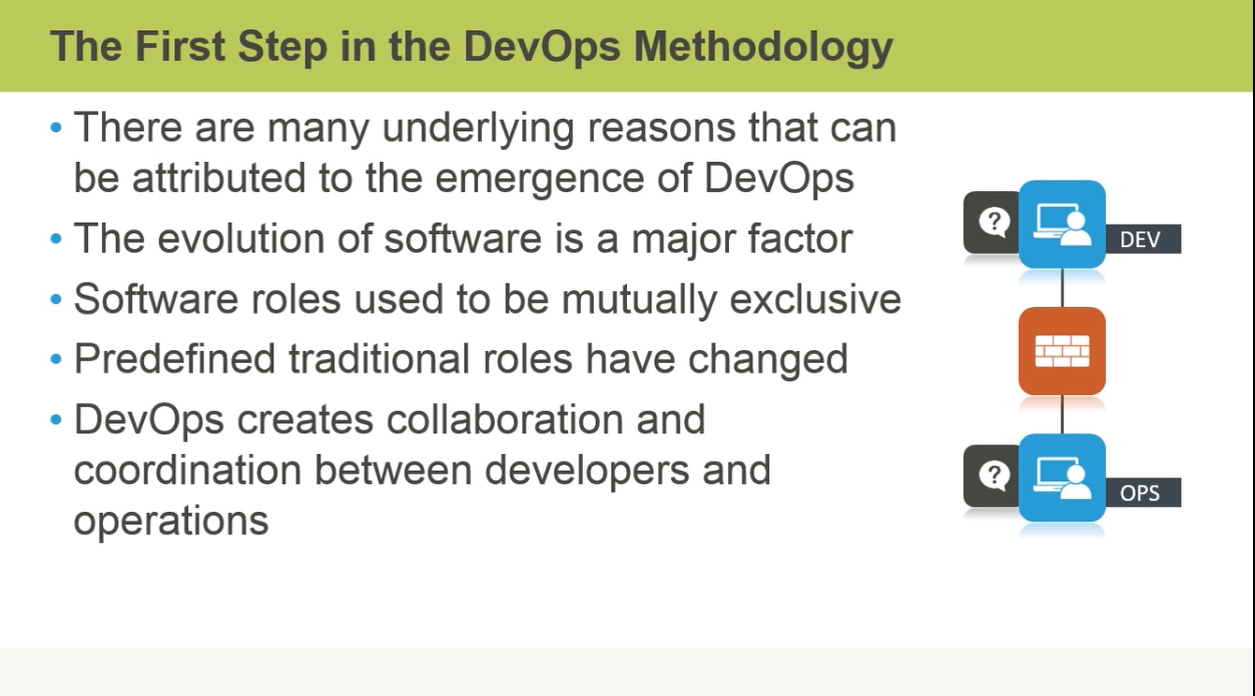 The First Step in the DevOps Methodology
• There are many underlying reasons that can
be attributed to the emergence of DevOps
• The evolution of software is a major factor
• Software roles used to be mutually exclusive
• Predefined traditional roles have changed
• DevOps creates collaboration and
coordination between developers and
operations
?
DEV
?
OPS